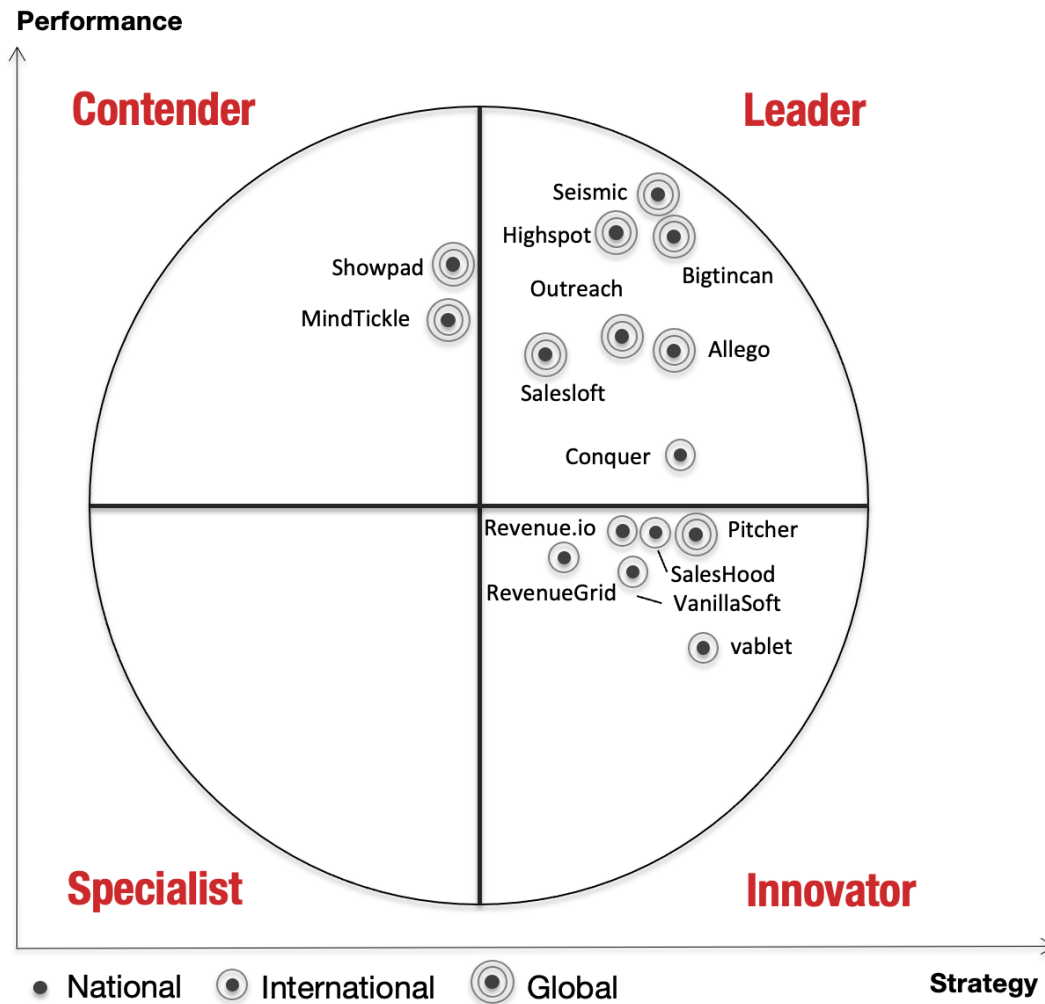 Performance
Contender
Leader
Seismic
Highspot
Bigtincan
Showpad
Outreach
MindTickle
Allego
Salesloft
Conquer
Revenue.io
Pitcher
SalesHood
RevenueGrid
VanillaSoft
vablet
Specialist
Innovator
National
International
Global
Strategy